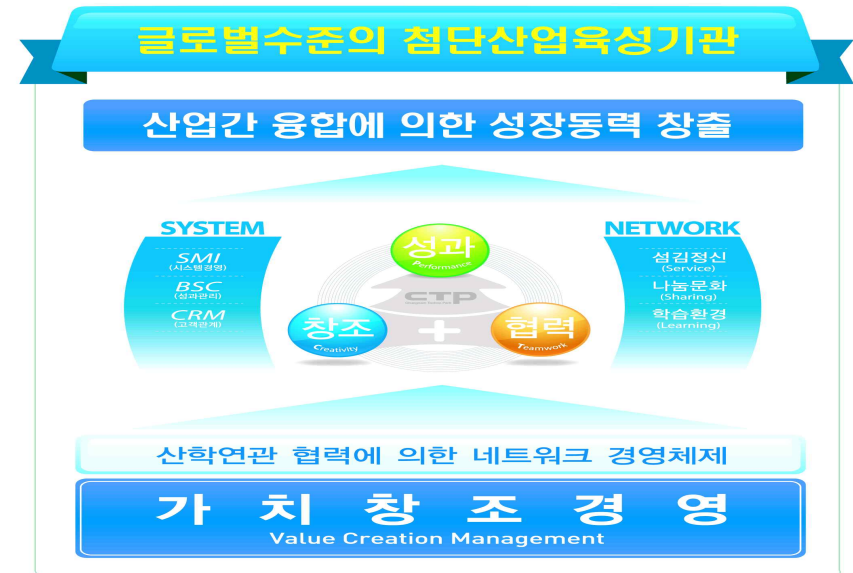 글로벌수준의 첨단산업육성기관
산업간 융합에 의한 성장동력 창출
SYSTEM
SMI
(시스템경영)
BSC
(성과관리)
CRM
(고객관계)
성과
Performance
CTP
창조
Creativity
+
협력
Teamwork
NETWORK
섬김정신
(Service)
나눔문화
(Sharing)
학습환경
(Learning)
산학연관 협력에 의한 네트워크 경영체제
가치창조경영
Value Creation Management